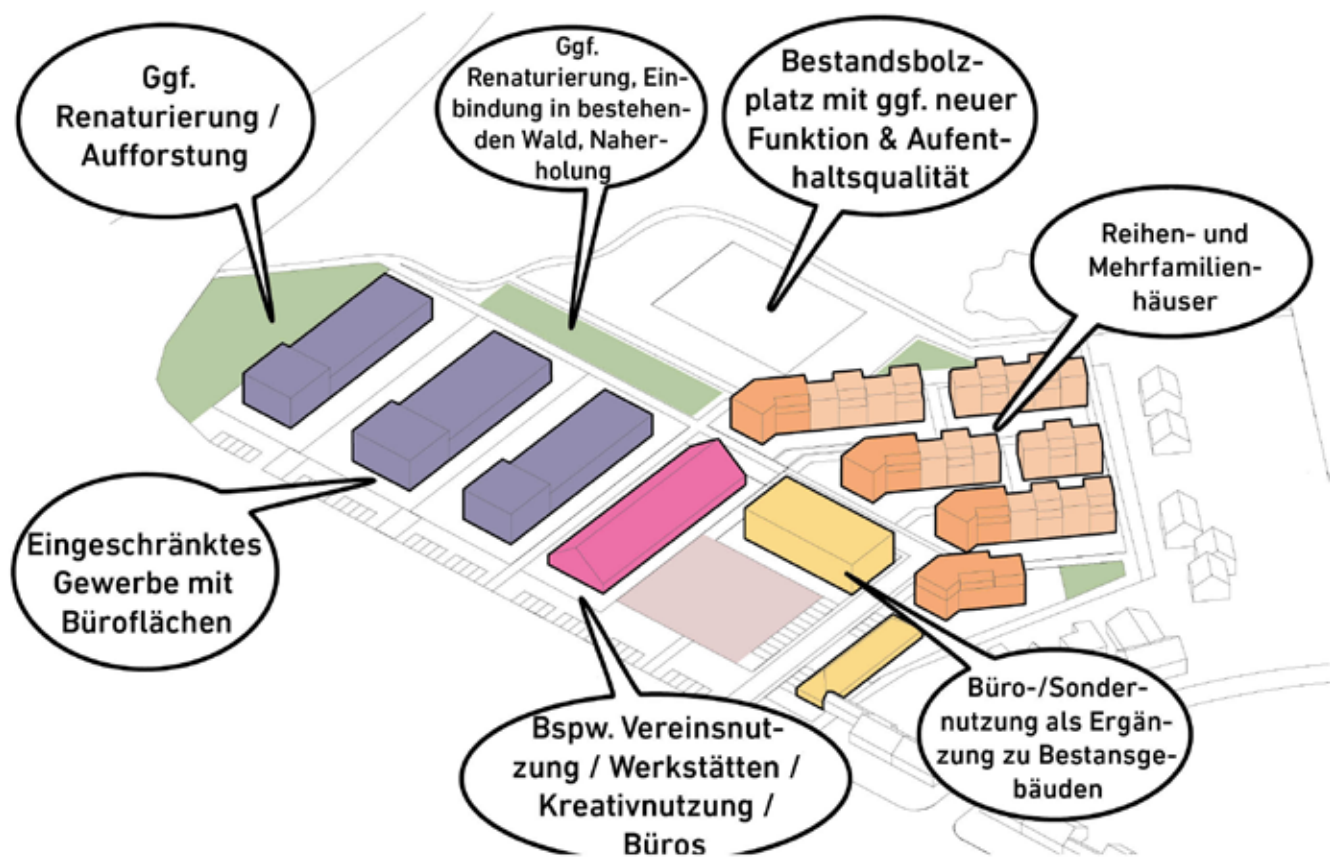 Ggf.
Renaturierung /
Aufforstung
Ggf.
Renaturierung, Ein-
bindung in bestehen-
den Wald, Naher-
holung
Bestandsbolz-
platz mit ggf. neuer
Funktion & Aufent-
haltsqualität
Reihen- und
Mehrfamilien-
häuser
Eingeschränktes
Gewerbe mit
Büroflächen
Bspw. Vereinsnut-
zung / Werkstätten /
Kreativnutzung /
Büros
Büro-/Sonder-
nutzung als Ergän-
zung zu Bestansge-
bäuden